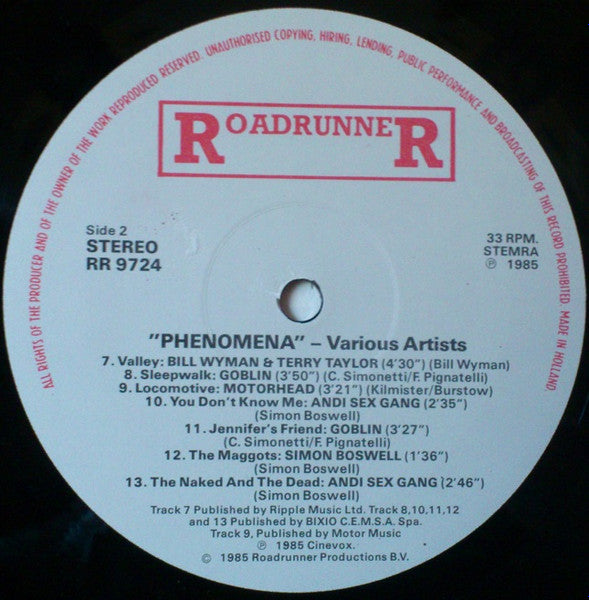 ALL RIGHTS OF THE PRODUCER AND OF THE OWNER OF THE WORK REPRODUCED RESERVED. UNAUTHORISED COPYING, HIRING, LENDING, PUBLIC PERFORMANCE AND BROADCASTING OF THIS RECORD PROHIBITED. MADE IN HOLLAND
ROADRUNNER
Side 2
STEREO
RR 9724
33 RPM.
STEMRA
℗ 1985
"PHENOMENA" – Various Artists
7. Valley: BILL WYMAN & TERRY TAYLOR (4'30") (Bill Wyman)
8. Sleepwalk: GOBLIN (3'50") (C. Simonetti/F. Pignatelli)
9. Locomotive: MOTORHEAD (3'21") (Kilmister/Burstow)
10. You Don't Know Me: ANDI SEX GANG (2'35")
(Simon Boswell)
11. Jennifer's Friend: GOBLIN (3'27")
(C. Simonetti/F. Pignatelli)
12. The Maggots: SIMON BOSWELL (1'36")
(Simon Boswell)
13. The Naked And The Dead: ANDI SEX GANG (2'46")
(Simon Boswell)
Track 7 Published by Ripple Music Ltd. Track 8,10,11,12
and 13 Published by BIXIO C.E.M.S.A. Spa.
Track 9, Published by Motor Music
℗ 1985 Cinevox.
© 1985 Roadrunner Productions B.V.